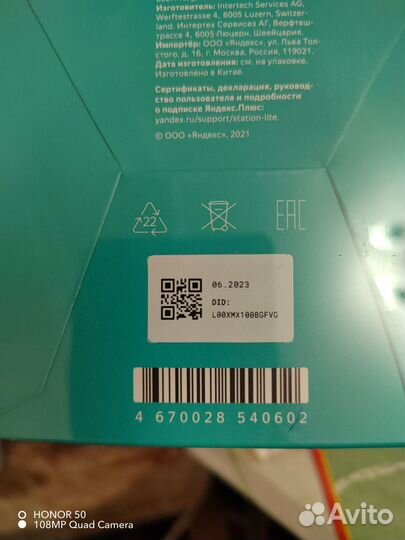 Изготовитель: Intertech Services AG,
Werftestrasse 4, 6005 Luzern, Switzer-
land. Интертех Сервисез АГ, Верфтеш-
трассе 4, 6005 Люцерн, Швейцария.
Импортёр: ООО «Яндекс», ул. Льва Тол-
стого, д. 16, г. Москва, Россия, 119021.
Дата изготовления: см. на упаковке.
Изготовлено в Китае.
Сертификаты, декларация, руковод-
ство пользователя и подробности
о подписке Яндекс.Плюс:
yandex.ru/support/station-lite.
© ООО «Яндекс», 2021
22
EAC
06.2023
DID:
L00XMX100BGFVG
4 670028 540602
HONOR 50
108MP Quad Camera
Avito